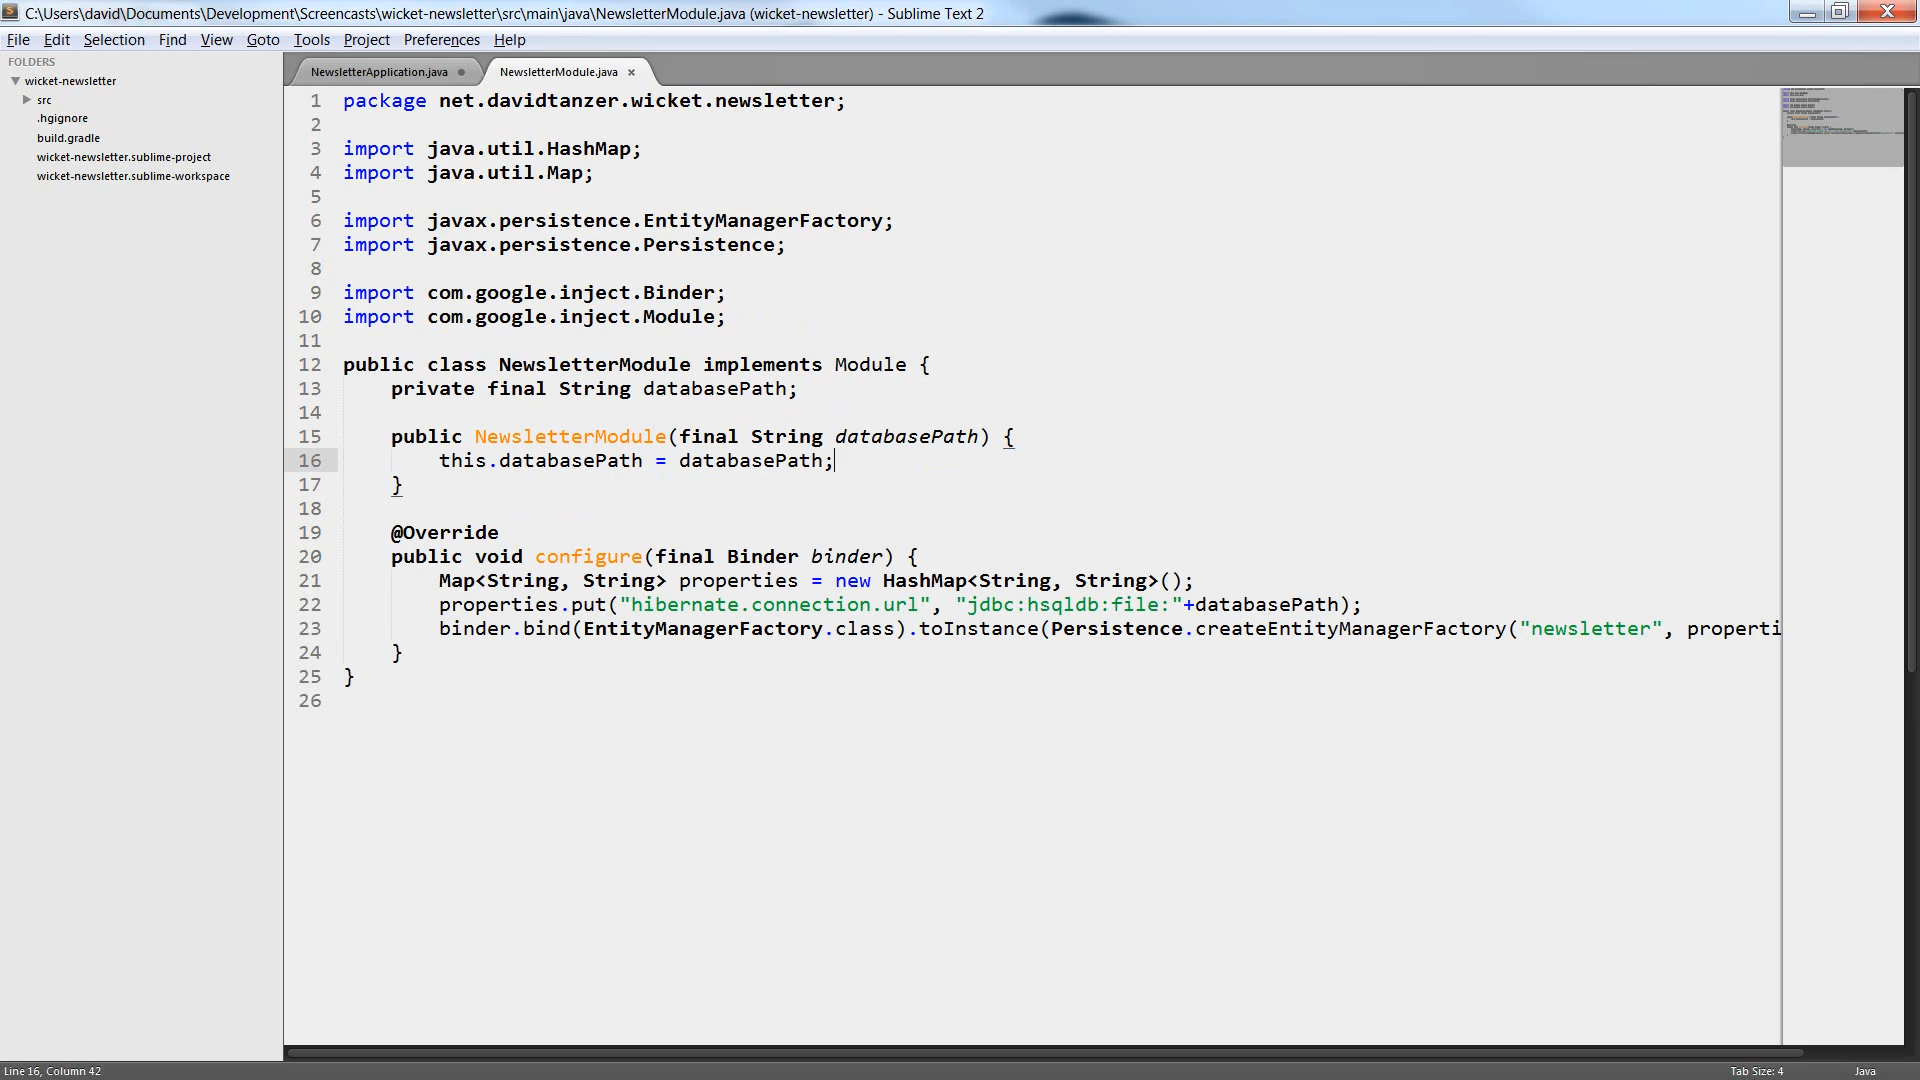 C:\Users\david\Documents\Development\Screencasts\wicket-newsletter\src\main\java\NewsletterModule.java (wicket-newsletter) - Sublime Text 2
File Edit Selection Find View Goto Tools Project Preferences Help
FOLDERS
wicket-newsletter
src
.hgignore
build.gradle
wicket-newsletter.sublime-project
wicket-newsletter.sublime-workspace
NewsletterApplication.java
NewsletterModule.java
1 package net.davidtanzer.wicket.newsletter;
2
3 import java.util.HashMap;
4 import java.util.Map;
5
6 import javax.persistence.EntityManagerFactory;
7 import javax.persistence.Persistence;
8
9 import com.google.inject.Binder;
10 import com.google.inject.Module;
11
12 public class NewsletterModule implements Module {
13 private final String databasePath;
14
15 public NewsletterModule(final String databasePath) {
16 this.databasePath = databasePath;
17 }
18
19 @Override
20 public void configure(final Binder binder) {
21 Map<String, String> properties = new HashMap<String, String>();
22 properties.put("hibernate.connection.url", "jdbc:hsqldb:file:"+databasePath);
23 binder.bind(EntityManagerFactory.class).toInstance(Persistence.createEntityManagerFactory("newsletter", properti
24 }
25 }
26
Line 16, Column 42
Tab Size: 4
Java